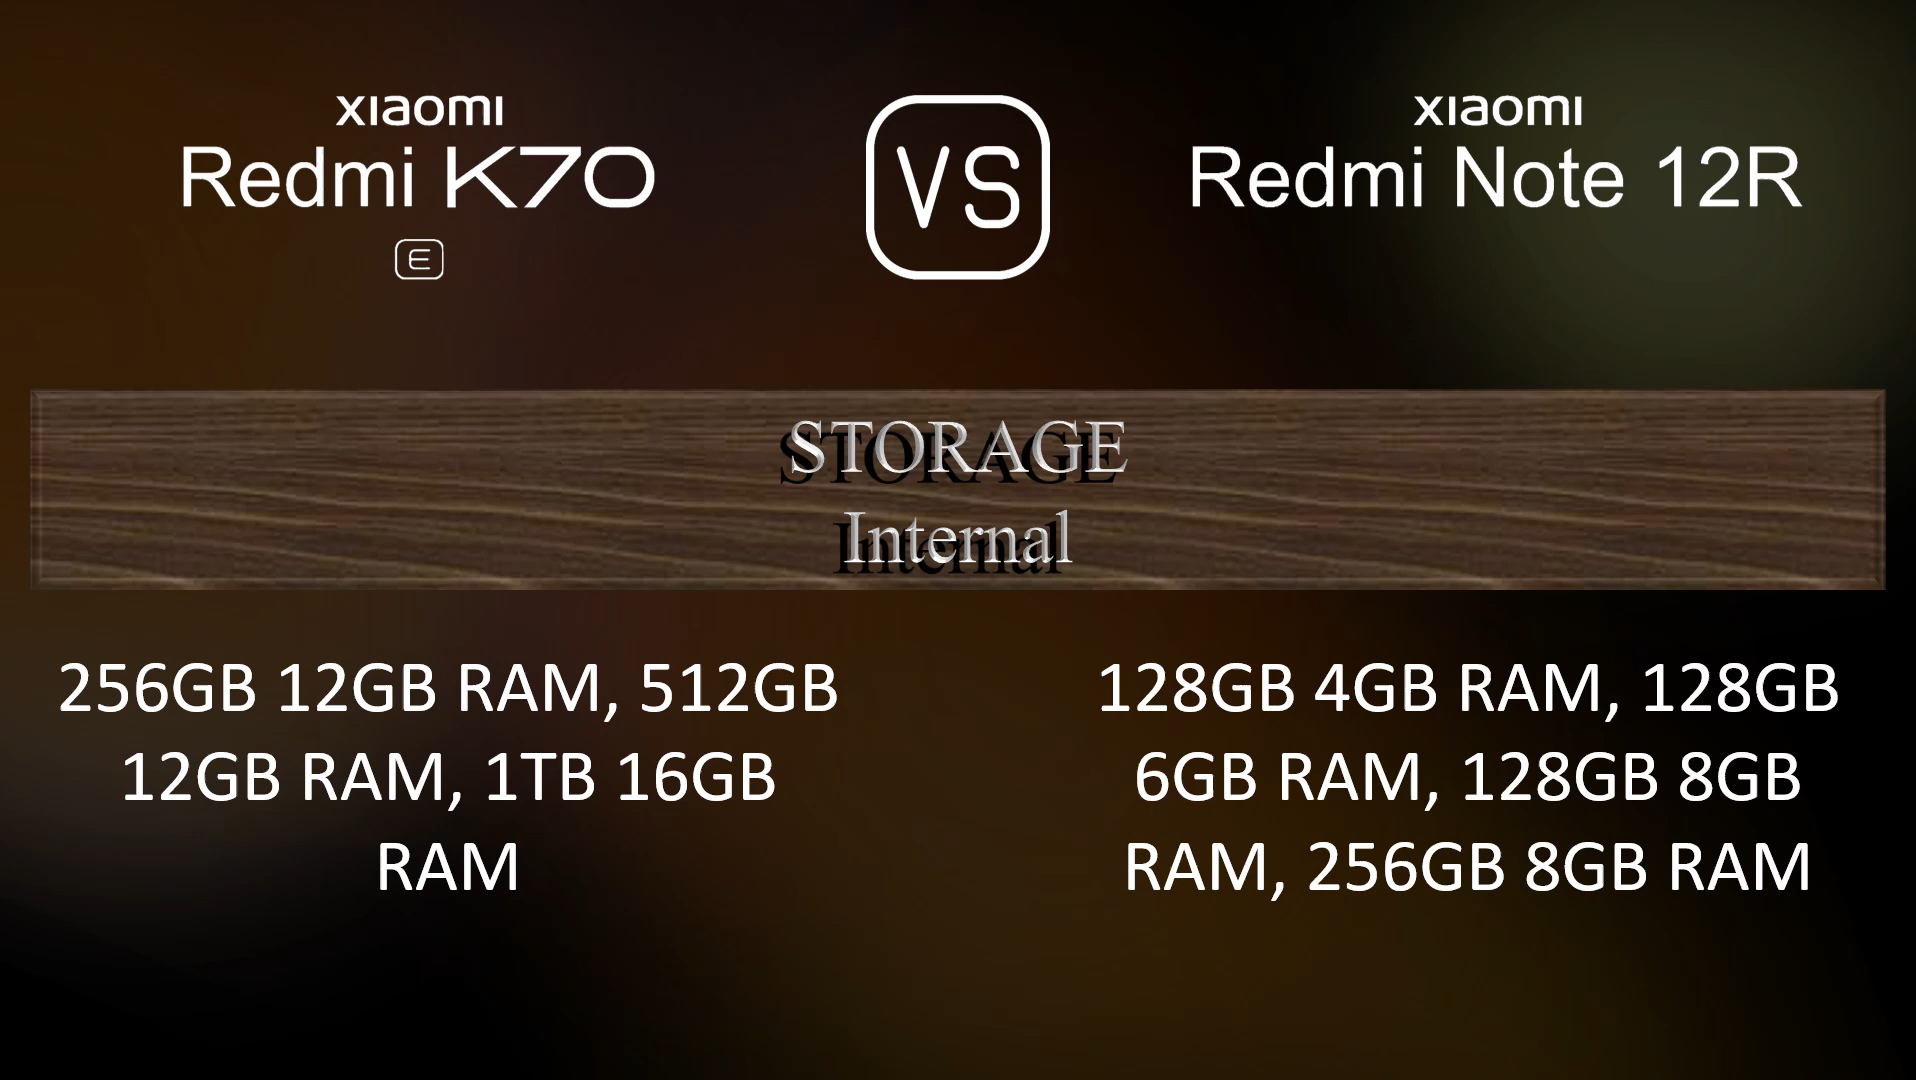 xiaomi
Redmi K70
E
VS
xiaomi
Redmi Note 12R
STORAGE
Internal
256GB 12GB RAM, 512GB
12GB RAM, 1TB 16GB
RAM
128GB 4GB RAM, 128GB
6GB RAM, 128GB 8GB
RAM, 256GB 8GB RAM